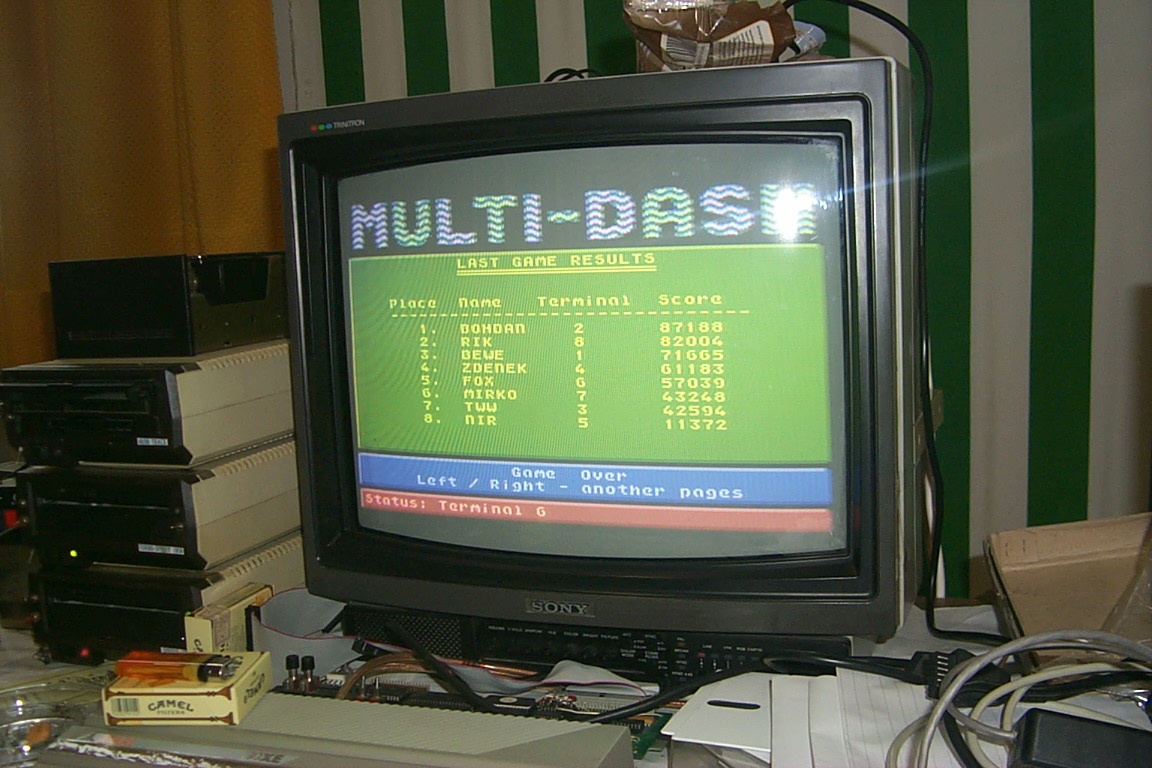 TRINITRON
MULTI-DASH
LAST GAME RESULTS
Place Name Terminal Score
1. BOHDAN 2 87188
2. RIK 8 82004
3. BEWE 1 71665
4. ZDENEK 4 61183
5. FOX 6 57039
6. MIRKO 7 43248
7. TWW 3 42594
8. NIR 5 11372
Game Over
Left / Right - another pages
Status: Terminal 6
SONY
CAMEL
FILTERS
XE